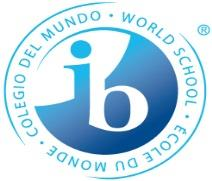 COLEGIO DEL MUNDO · WORLD SCHOOL · ÉCOLE DU MONDE ·
ib
®